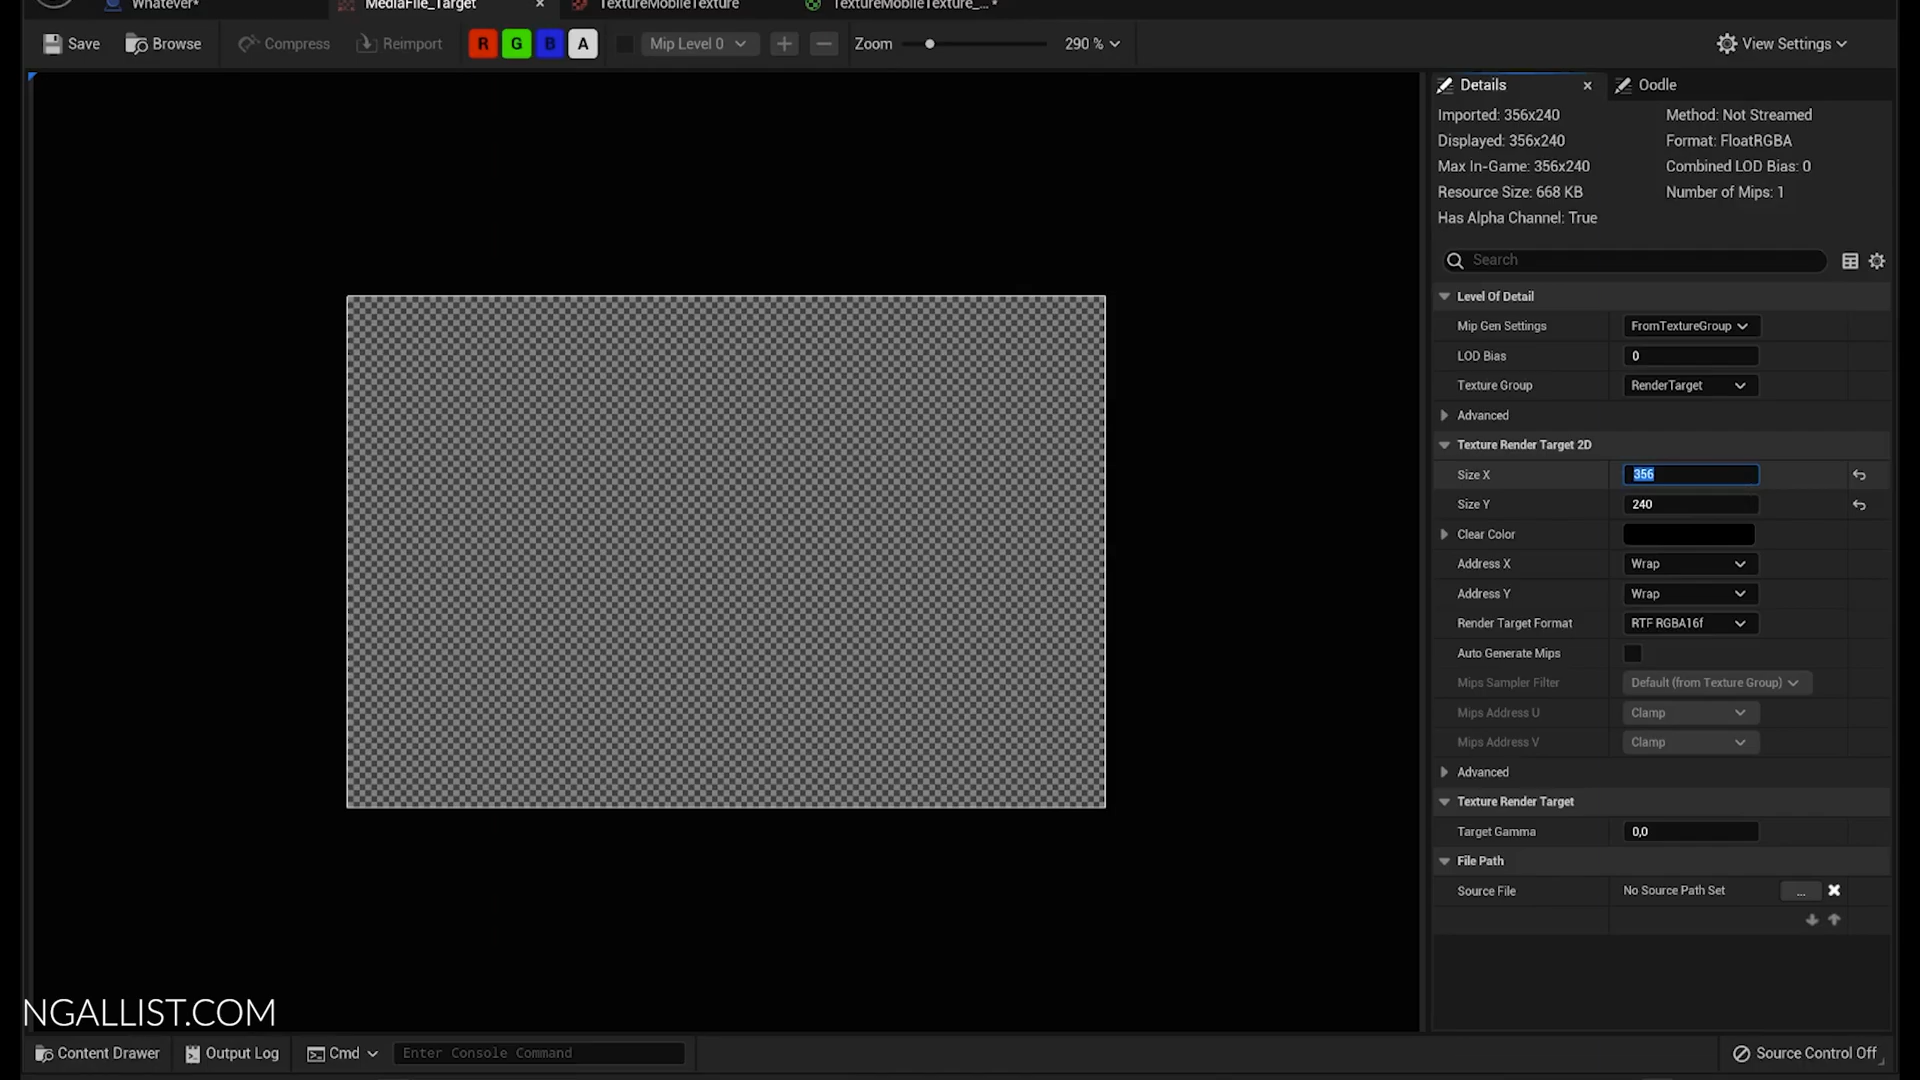 Whatever*
MediaFile_Target
TextureMobileTexture
TextureMobileTexture_... *
Save
Browse
Compress
Reimport
R
G
B
A
Mip Level 0
Zoom
290 %
View Settings
Details
Oodle
Imported: 356x240
Method: Not Streamed
Displayed: 356x240
Format: FloatRGBA
Max In-Game: 356x240
Combined LOD Bias: 0
Resource Size: 668 KB
Number of Mips: 1
Has Alpha Channel: True
Search
Level Of Detail
Mip Gen Settings
FromTextureGroup
LOD Bias
0
Texture Group
RenderTarget
Advanced
Texture Render Target 2D
Size X
356
Size Y
240
Clear Color
Address X
Wrap
Address Y
Wrap
Render Target Format
RTF RGBA16f
Auto Generate Mips
Mips Sampler Filter
Default (from Texture Group)
Mips Address U
Clamp
Mips Address V
Clamp
Advanced
Texture Render Target
Target Gamma
0,0
File Path
Source File
No Source Path Set
...
NGALLIST.COM
Content Drawer
Output Log
Cmd
Enter Console Command
Source Control Off